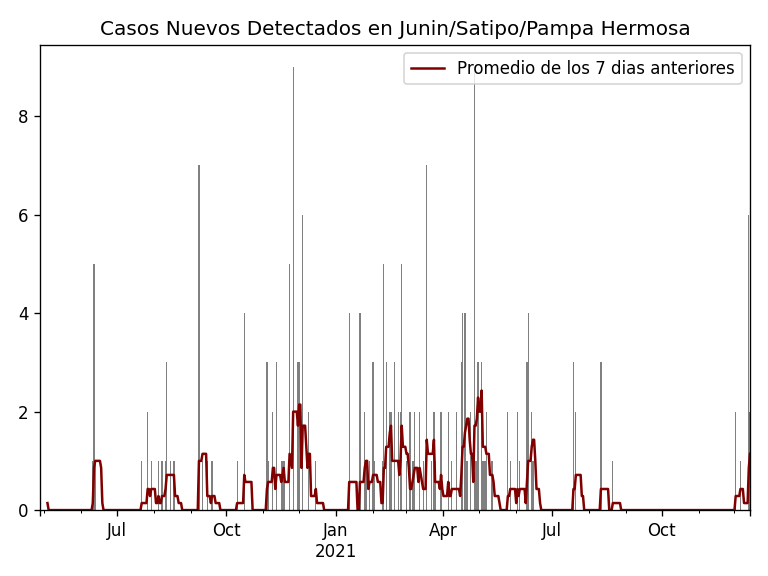 Casos Nuevos Detectados en Junin/Satipo/Pampa Hermosa
Promedio de los 7 dias anteriores
8
6
4
2
0
Jul
Oct
Jan
2021
Apr
Jul
Oct